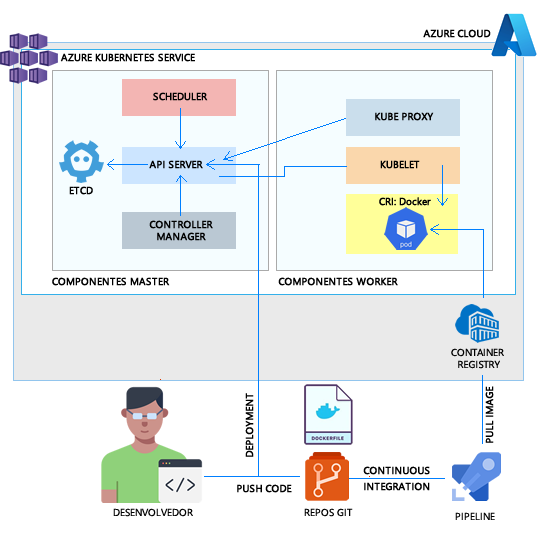 AZURE CLOUD
AZURE KUBERNETES SERVICE
SCHEDULER
KUBE PROXY
API SERVER
KUBELET
ETCD
CRI: Docker
pod
CONTROLLER
MANAGER
COMPONENTES MASTER
COMPONENTES WORKER
CONTAINER
REGISTRY
DEPLOYMENT
PULL IMAGE
DOCKERFILE
</>
PUSH CODE
CONTINUOUS
INTEGRATION
DESENVOLVEDOR
REPOS GIT
PIPELINE